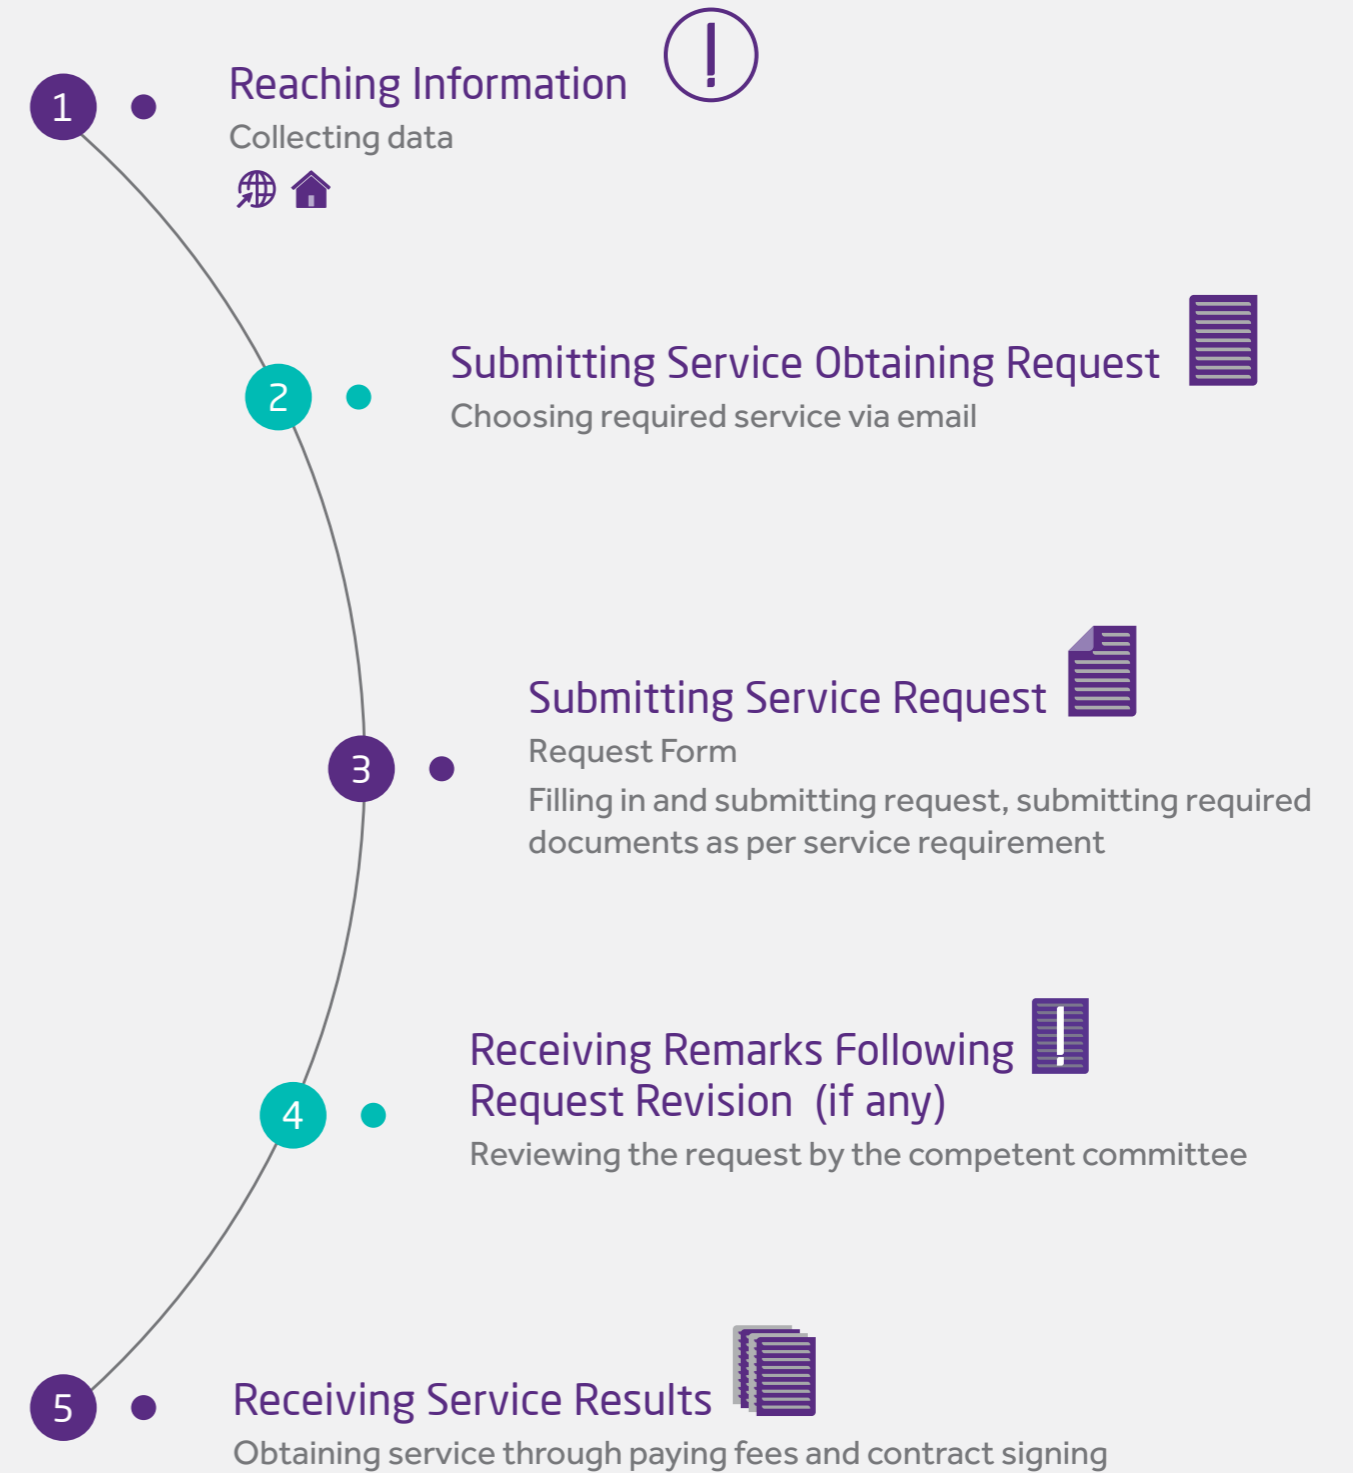 1
Reaching Information
Collecting data
2
Submitting Service Obtaining Request
Choosing required service via email
3
Submitting Service Request
Request Form
Filling in and submitting request, submitting required
documents as per service requirement
4
Receiving Remarks Following
Request Revision (if any)
Reviewing the request by the competent committee
5
Receiving Service Results
Obtaining service through paying fees and contract signing